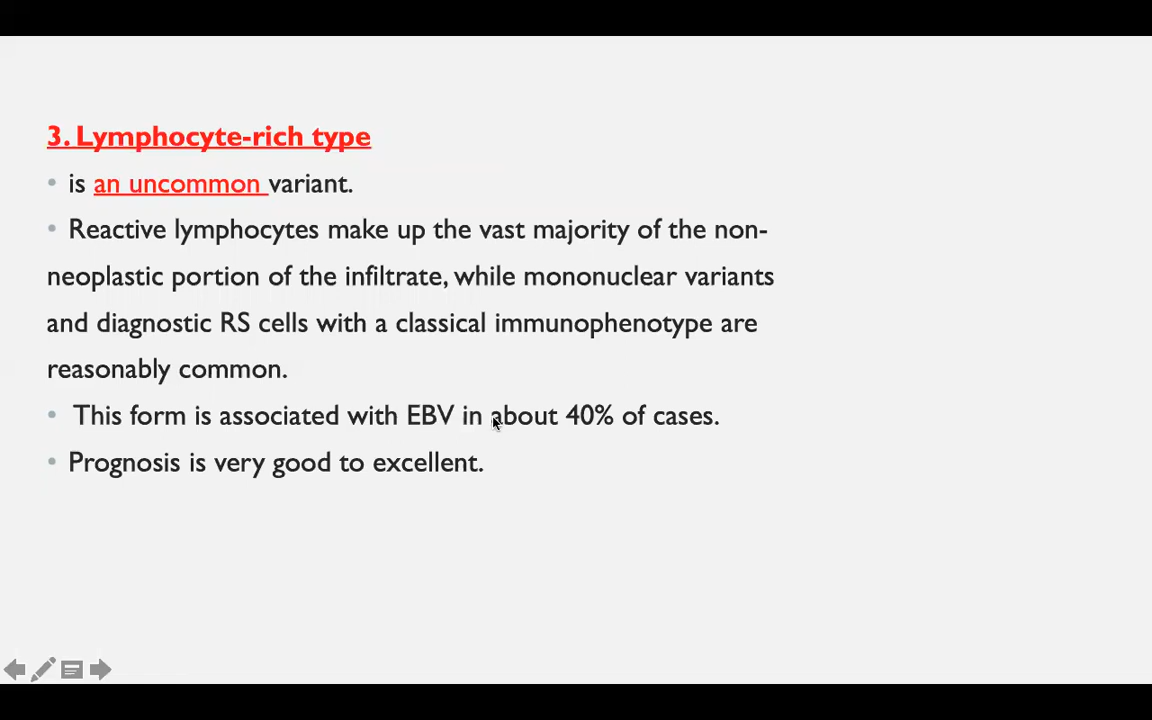 3. Lymphocyte-rich type
• is an uncommon variant.
• Reactive lymphocytes make up the vast majority of the non-
neoplastic portion of the infiltrate, while mononuclear variants
and diagnostic RS cells with a classical immunophenotype are
reasonably common.
• This form is associated with EBV in about 40% of cases.
• Prognosis is very good to excellent.